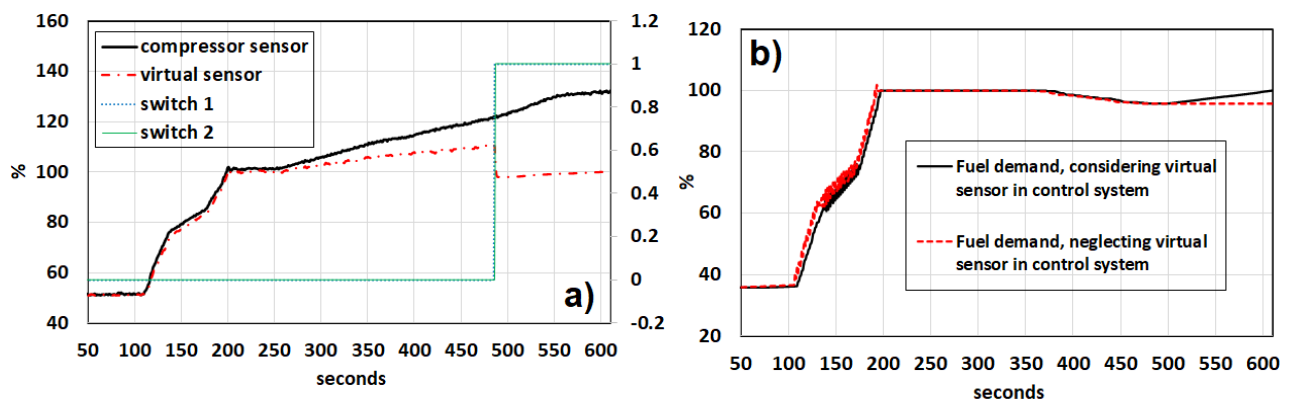 %
160
140
120
100
80
60
40
1.2
1
0.8
0.6
0.4
0.2
0
-0.2
compressor sensor
virtual sensor
switch 1
switch 2
a)
50 100 150 200 250 300 350 400 450 500 550 600
seconds
b)
%
120
100
80
60
40
20
Fuel demand, considering virtual
sensor in control system
Fuel demand, neglecting virtual
sensor in control system
50 100 150 200 250 300 350 400 450 500 550 600
seconds